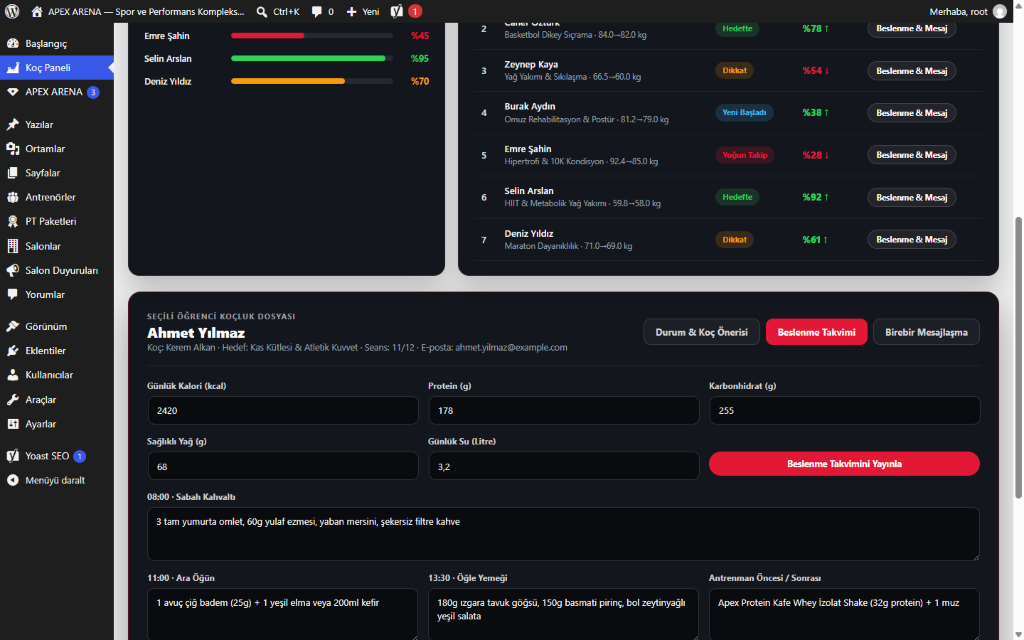 APEX ARENA — Spor ve Performans Kompleks...
Ctrl+K
0
Yeni
1
Merhaba, root
Başlangıç
Koç Paneli
APEX ARENA 3
Yazılar
Ortamlar
Sayfalar
Antrenörler
PT Paketleri
Salonlar
Salon Duyuruları
Yorumlar
Görünüm
Eklentiler
Kullanıcılar
Araçlar
Ayarlar
Yoast SEO 1
Menüyü daralt
Emre Şahin %45
Selin Arslan %95
Deniz Yıldız %70
2 Caner Öztürk Hedefte %78 ↑ Beslenme & Mesaj
Basketbol Dikey Sıçrama · 84.0→82.0 kg
3 Zeynep Kaya Dikkat %54 ↓ Beslenme & Mesaj
Yağ Yakımı & Sıkılaşma · 66.5→60.0 kg
4 Burak Aydın Yeni Başladı %38 ↑ Beslenme & Mesaj
Omuz Rehabilitasyon & Postür · 81.2→79.0 kg
5 Emre Şahin Yoğun Takip %28 ↓ Beslenme & Mesaj
Hipertrofi & 10K Kondisyon · 92.4→85.0 kg
6 Selin Arslan Hedefte %92 ↑ Beslenme & Mesaj
HIIT & Metabolik Yağ Yakımı · 59.8→58.0 kg
7 Deniz Yıldız Dikkat %61 ↑ Beslenme & Mesaj
Maraton Dayanıklılık · 71.0→69.0 kg
SEÇİLİ ÖĞRENCİ KOÇLUK DOSYASI
Ahmet Yılmaz
Koç: Kerem Alkan · Hedef: Kas Kütlesi & Atletik Kuvvet · Seans: 11/12 · E-posta: ahmet.yilmaz@example.com
Durum & Koç Önerisi
Beslenme Takvimi
Birebir Mesajlaşma
Günlük Kalori (kcal)
2420
Protein (g)
178
Karbonhidrat (g)
255
Sağlıklı Yağ (g)
68
Günlük Su (Litre)
3,2
Beslenme Takvimini Yayınla
08:00 · Sabah Kahvaltı
3 tam yumurta omlet, 60g yulaf ezmesi, yaban mersini, şekersiz filtre kahve
11:00 · Ara Öğün
1 avuç çiğ badem (25g) + 1 yeşil elma veya 200ml kefir
13:30 · Öğle Yemeği
180g ızgara tavuk göğsü, 150g basmati pirinç, bol zeytinyağlı
yeşil salata
Antrenman Öncesi / Sonrası
Apex Protein Kafe Whey İzolat Shake (32g protein) + 1 muz